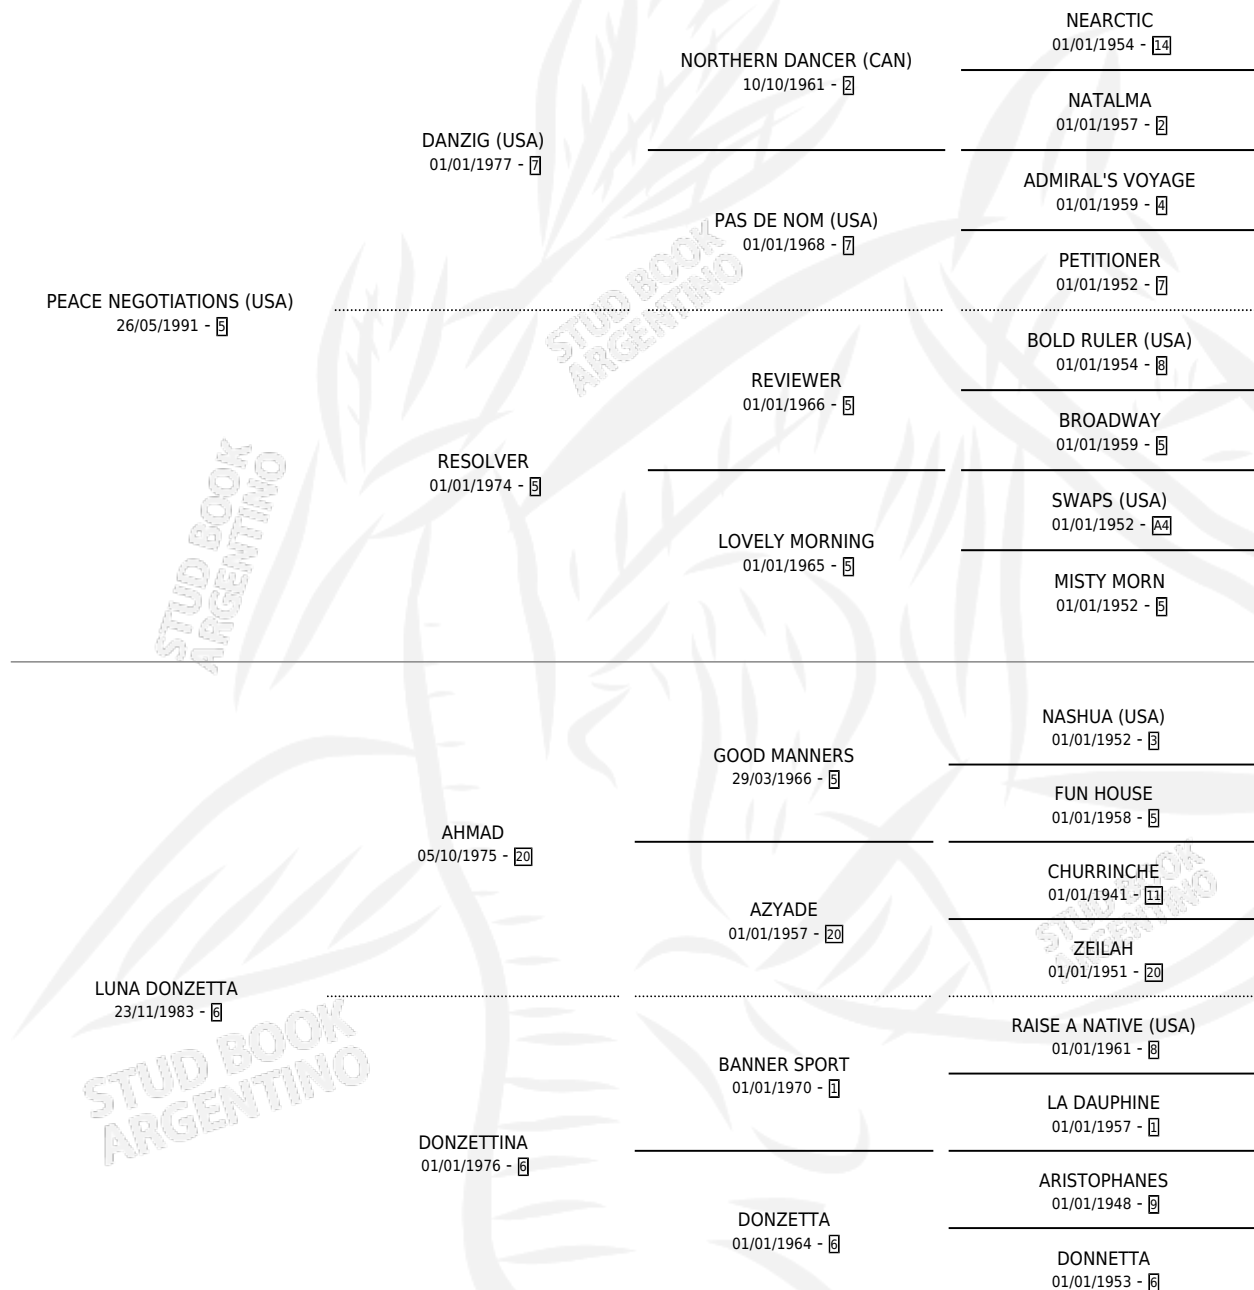 NEARCTIC
01/01/1954 - 14
NORTHERN DANCER (CAN)
10/10/1961 - 2
NATALMA
01/01/1957 - 2
DANZIG (USA)
01/01/1977 - 7
ADMIRAL'S VOYAGE
01/01/1959 - 4
PAS DE NOM (USA)
01/01/1968 - 7
PETITIONER
01/01/1952 - 7
PEACE NEGOTIATIONS (USA)
26/05/1991 - 5
BOLD RULER (USA)
01/01/1954 - 8
REVIEWER
01/01/1966 - 5
BROADWAY
01/01/1959 - 5
RESOLVER
01/01/1974 - 5
SWAPS (USA)
01/01/1952 - A4
LOVELY MORNING
01/01/1965 - 5
MISTY MORN
01/01/1952 - 5
NASHUA (USA)
01/01/1952 - 3
GOOD MANNERS
29/03/1966 - 5
FUN HOUSE
01/01/1958 - 5
AHMAD
05/10/1975 - 20
CHURRINCHE
01/01/1941 - 11
AZYADE
01/01/1957 - 20
ZEILAH
01/01/1951 - 20
LUNA DONZETTA
23/11/1983 - 6
RAISE A NATIVE (USA)
01/01/1961 - 8
BANNER SPORT
01/01/1970 - 1
LA DAUPHINE
01/01/1957 - 1
DONZETTINA
01/01/1976 - 6
ARISTOPHANES
01/01/1948 - 9
DONZETTA
01/01/1964 - 6
DONNETTA
01/01/1953 - 6
STUD BOOK
ARGENTINO
STUD BOOK
ARGENTINO
STUD BOOK
ARGENTINO
STUD BOOK
ARGENTINO